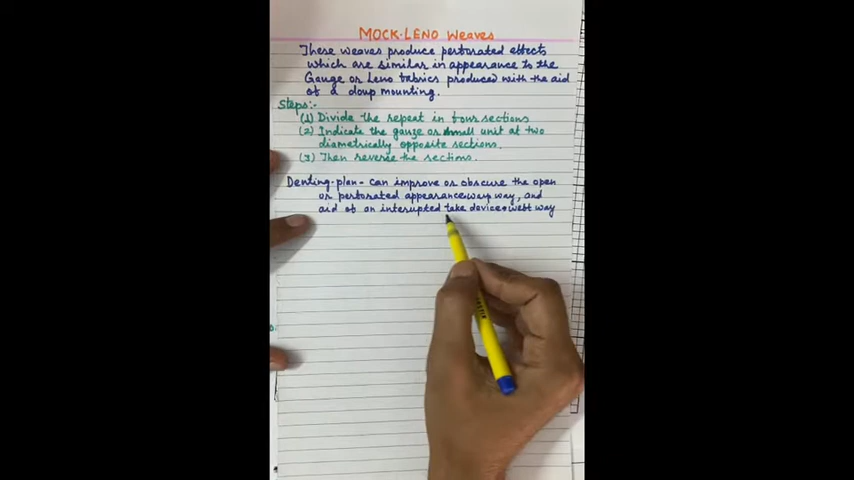 MOCK-LENO Weaves
These weaves produce perforated effects
which are similar in appearance to the
Gauge or Leno fabrics produced with the aid
of a doup mounting.
Steps:-
(1) Divide the repeat in four sections
(2) Indicate the gauze or small unit at two
diametrically opposite sections.
(3) Then reverse the sections.
Denting-plan- can improve or obscure the open
or perforated appearance warp way, and
aid of an interupted take device weft way